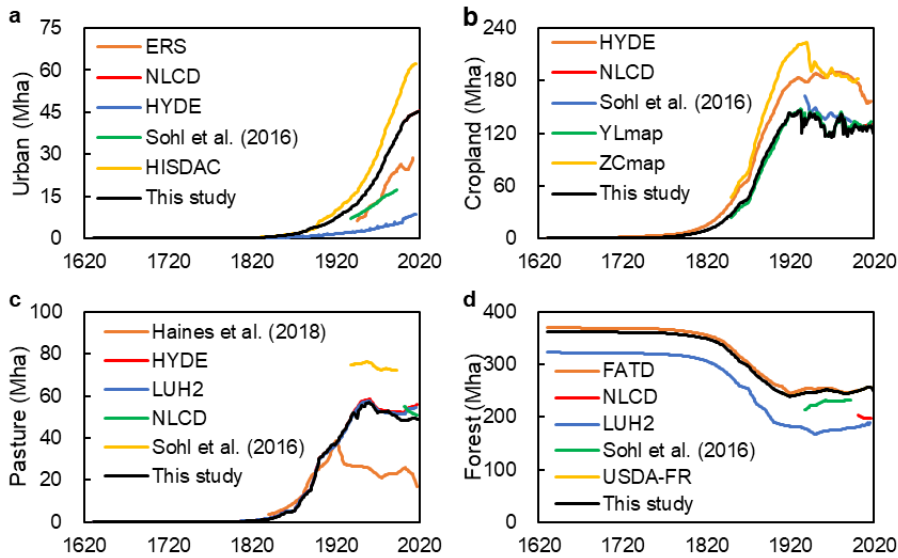 a
Urban (Mha)
75
60
45
30
15
0
ERS
NLCD
HYDE
Sohl et al. (2016)
HISDAC
This study
1620 1720 1820 1920 2020
b
Cropland (Mha)
240
180
120
60
0
HYDE
NLCD
Sohl et al. (2016)
YLmap
ZCmap
This study
1620 1720 1820 1920 2020
c
Pasture (Mha)
100
80
60
40
20
0
Haines et al. (2018)
HYDE
LUH2
NLCD
Sohl et al. (2016)
This study
1620 1720 1820 1920 2020
d
Forest (Mha)
400
300
200
100
0
FATD
NLCD
LUH2
Sohl et al. (2016)
USDA-FR
This study
1620 1720 1820 1920 2020